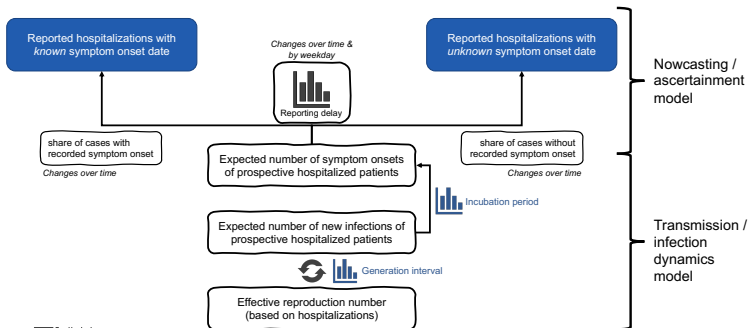 Reported hospitalizations with
known symptom onset date
Changes over time &
by weekday
Reporting delay
Reported hospitalizations with
unknown symptom onset date
Nowcasting /
ascertainment
model
share of cases with
recorded symptom onset
Changes over time
share of cases without
recorded symptom onset
Changes over time
Expected number of symptom onsets
of prospective hospitalized patients
Incubation period
Expected number of new infections of
prospective hospitalized patients
Generation interval
Effective reproduction number
(based on hospitalizations)
Transmission /
infection
dynamics
model